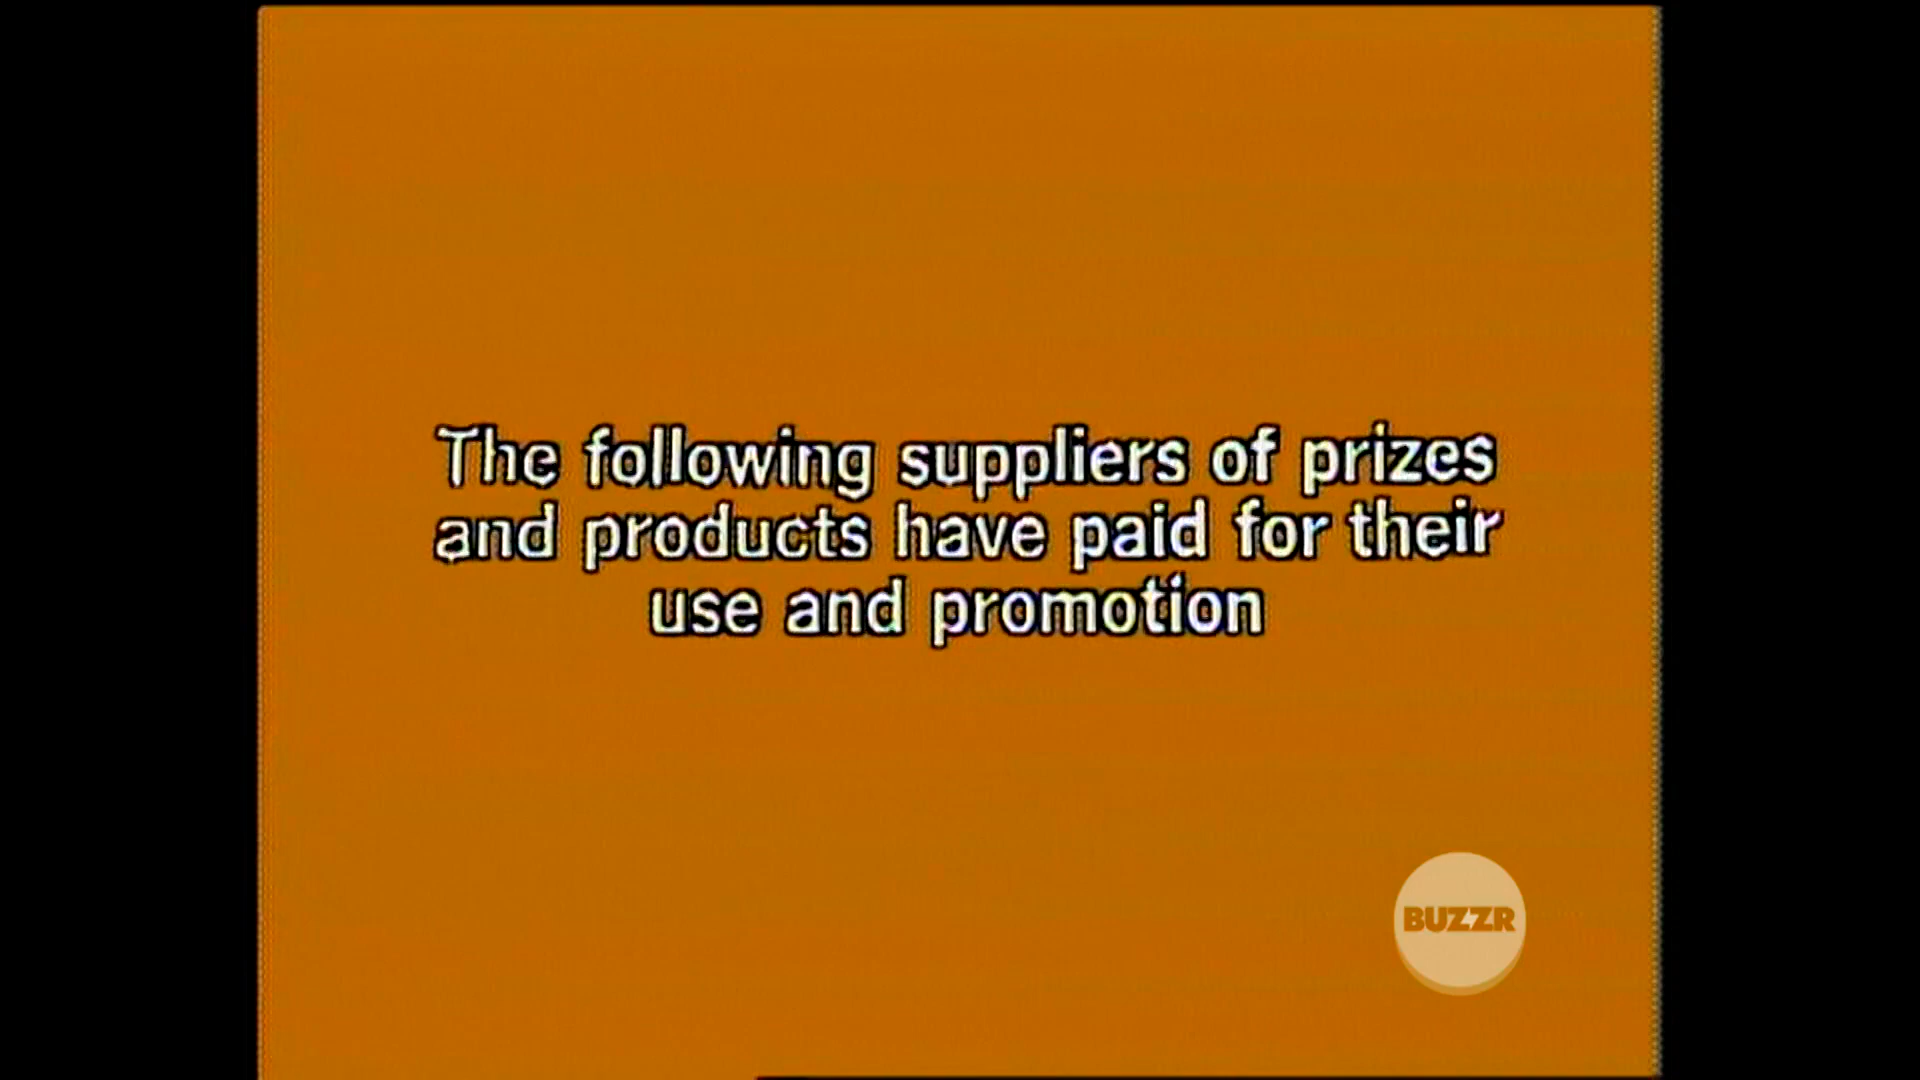 The following suppliers of prizes
and products have paid for their
use and promotion
BUZZR